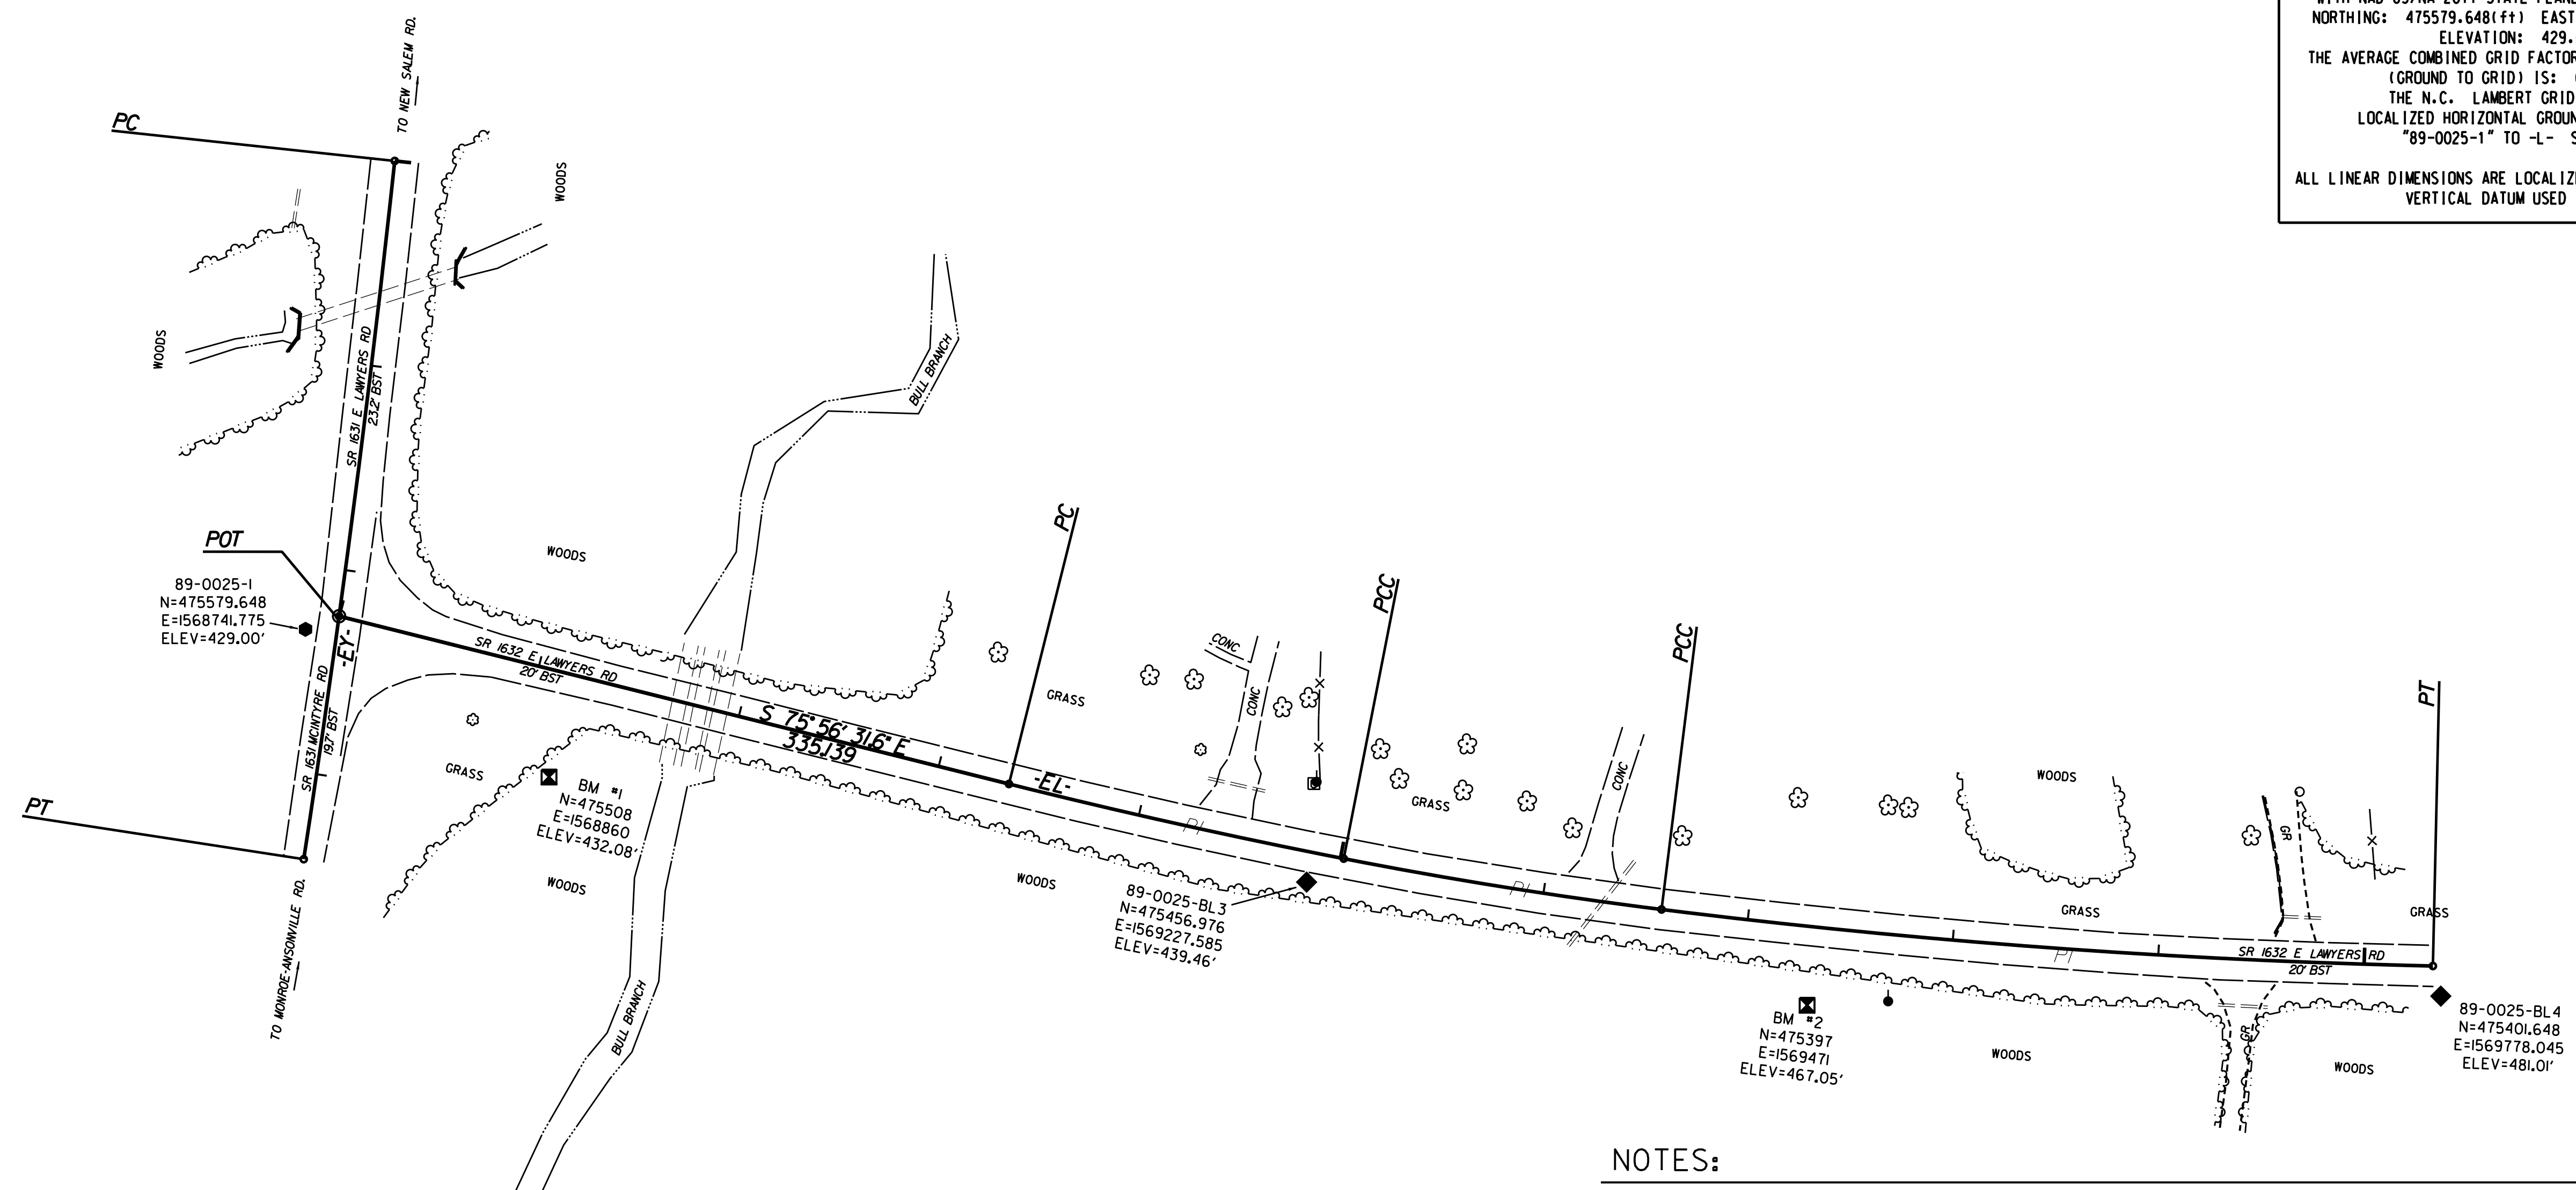 NORTHING: 475579.648(ft) EAST
ELEVATION: 429.
THE AVERAGE COMBINED GRID FACTOR
(GROUND TO GRID) IS:
THE N.C. LAMBERT GRID
LOCALIZED HORIZONTAL GROUN
"89-0025-1" TO -L- S
ALL LINEAR DIMENSIONS ARE LOCALIZ
VERTICAL DATUM USED
TO NEW SALEM RD.
PC
WOODS
WOODS
SR 1631 E LAWYERS RD
23.2' BST
BULL BRANCH
POT
WOODS
PC
89-0025-1
N=475579.648
E=1568741.775
ELEV=429.00'
-EY-
PCC
PCC
PT
SR 1632 E LAWYERS RD
20' BST
CONC
CONC
GRASS
SR 1631 MCINTYRE RD
19.7' BST
S 75°56' 31.6" E
335.139
-EL-
GRASS
PT
BM #1
N=475508
E=1568860
ELEV=432.08'
WOODS
PI
GRASS
CONC
WOODS
GR
WOODS
89-0025-BL3
N=475456.976
E=1569227.585
ELEV=439.46'
PI
GRASS
GRASS
PI
SR 1632 E LAWYERS RD
20' BST
TO MONROE-ANSONVILLE RD.
BULL BRANCH
BM #2
N=475397
E=1569471
ELEV=467.05'
WOODS
GR
WOODS
89-0025-BL4
N=475401.648
E=1569778.045
ELEV=481.01'
NOTES: